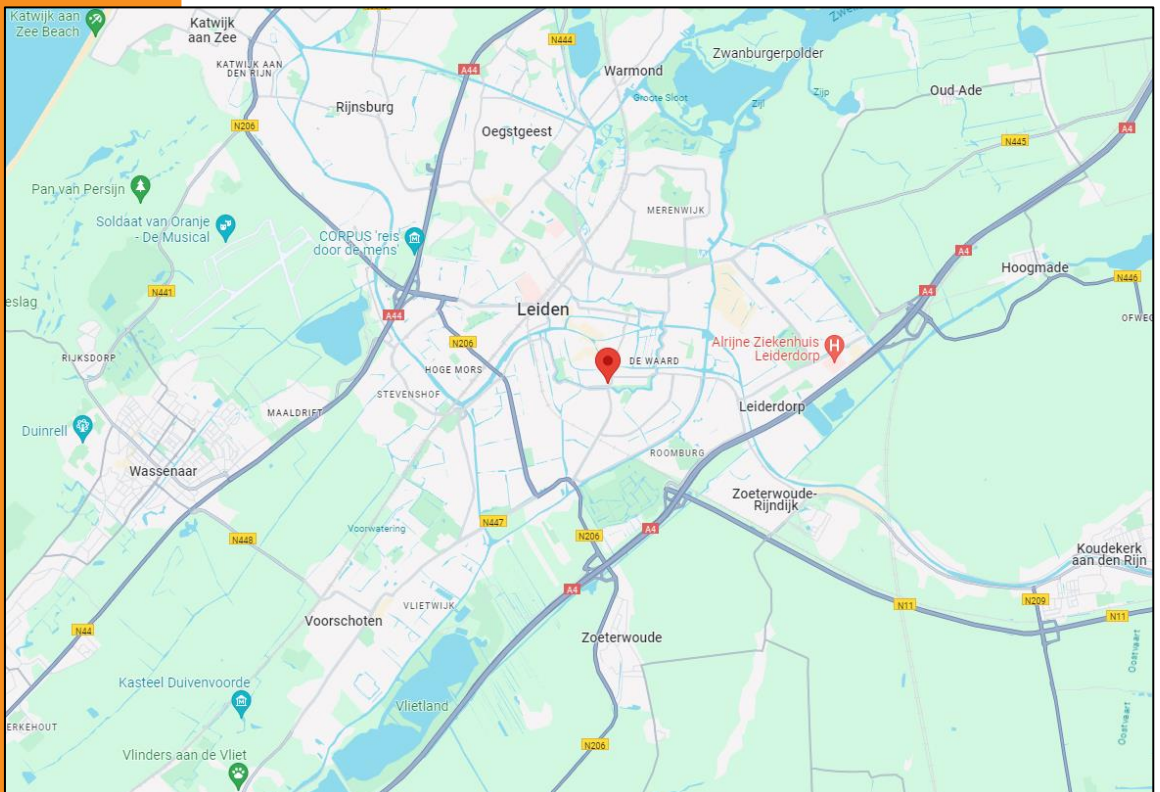 Katwijk aan
Zee Beach
Katwijk
aan Zee
N444
Zwanburgerpolder
KATWIJK AAN
DEN RIJN
A44
Warmond
Oud Ade
Rijnsburg
Groote Sloot
Zijl
Zijp
N206
Oegstgeest
A4
N445
Pan van Persijn
MERENWIJK
Soldaat van Oranje
- De Musical
CORPUS 'reis
door de mens'
A4
Hoogmade
N446
N441
A4
eslag
A44
Leiden
OFWEG
N206
Alrijne Ziekenhuis
Leiderdorp
H
RIJKSDORP
DE WAARD
HOGE MORS
STEVENSHOF
MAALDRIFT
Leiderdorp
Duinrell
ROOMBURG
Wassenaar
Zoeterwoude-
Rijndijk
Voorwatering
N447
A4
N448
N206
Koudekerk
aan den Rijn
A4
N11
N209
VLIETWIJK
N11
Voorschoten
N44
Zoeterwoude
Kasteel Duivenvoorde
Vlietland
ERKEHOUT
N206
Vlinders aan de Vliet